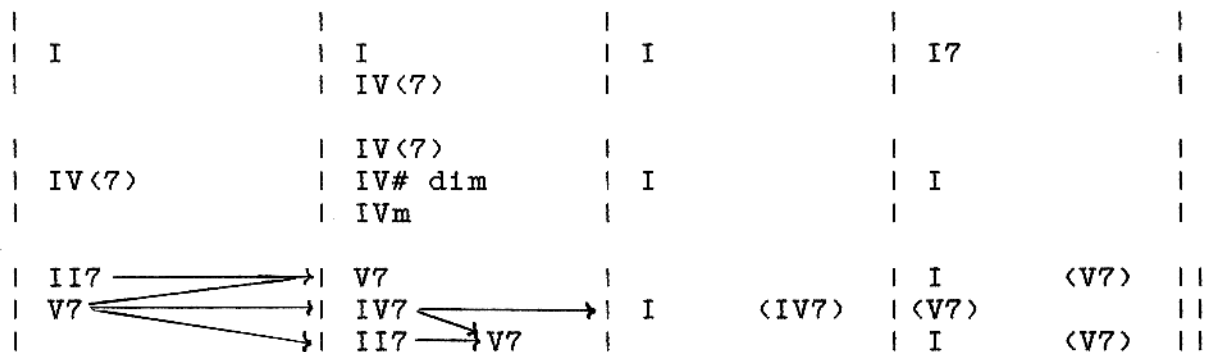 I I I I7
IV(7)
IV(7)
IV(7) IV# dim I I
IVm
II7 V7 I (V7)
V7 IV7 I (IV7) (V7)
II7 V7 I (V7)